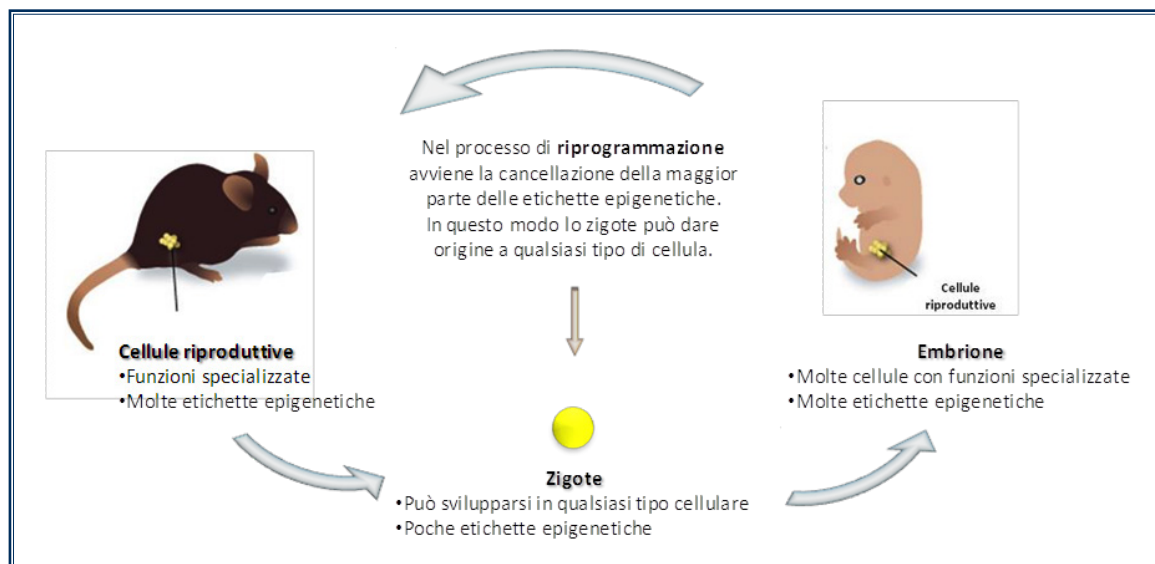 Nel processo di riprogrammazione
avviene la cancellazione della maggior
parte delle etichette epigenetiche.
In questo modo lo zigote può dare
origine a qualsiasi tipo di cellula.
Cellule riproduttive
•Funzioni specializzate
•Molte etichette epigenetiche
Zigote
•Può svilupparsi in qualsiasi tipo cellulare
•Poche etichette epigenetiche
Cellule
riproduttive
Embrione
•Molte cellule con funzioni specializzate
•Molte etichette epigenetiche